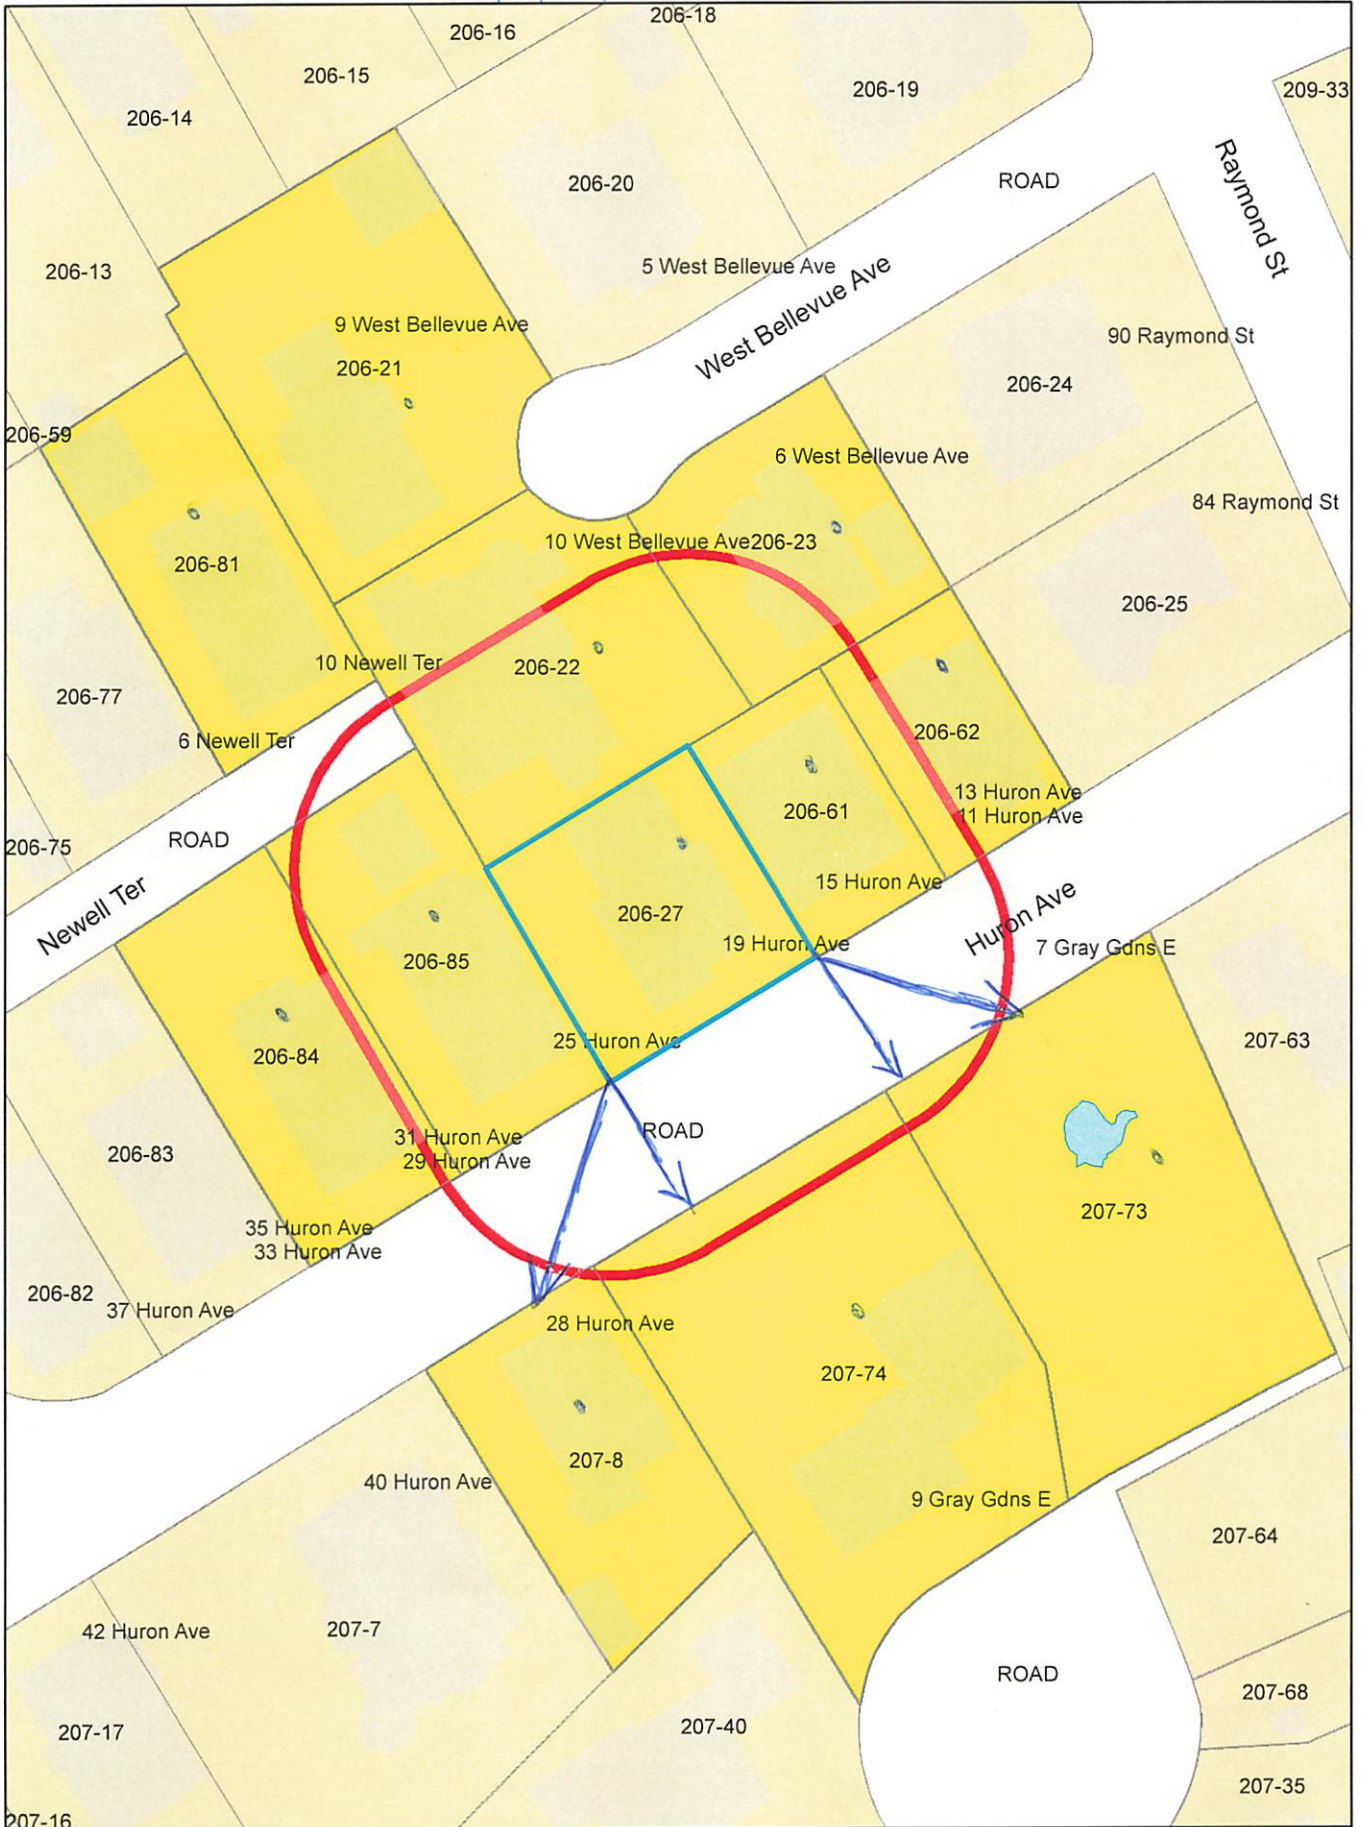 206-18
206-16
206-15
206-19
209-33
206-14
206-20
ROAD
Raymond St
206-13
5 West Bellevue Ave
West Bellevue Ave
9 West Bellevue Ave
206-21
90 Raymond St
206-24
206-59
6 West Bellevue Ave
84 Raymond St
206-81
10 West Bellevue Ave
206-23
206-25
10 Newell Ter
206-22
206-77
206-62
6 Newell Ter
13 Huron Ave
11 Huron Ave
206-61
ROAD
206-75
15 Huron Ave
Newell Ter
206-27
Huron Ave
19 Huron Ave
7 Gray Gdns E
206-85
25 Huron Ave
207-63
206-84
ROAD
31 Huron Ave
29 Huron Ave
206-83
207-73
35 Huron Ave
33 Huron Ave
206-82
37 Huron Ave
28 Huron Ave
207-74
207-8
40 Huron Ave
9 Gray Gdns E
207-64
42 Huron Ave
207-7
ROAD
207-68
207-17
207-40
207-35
207-16